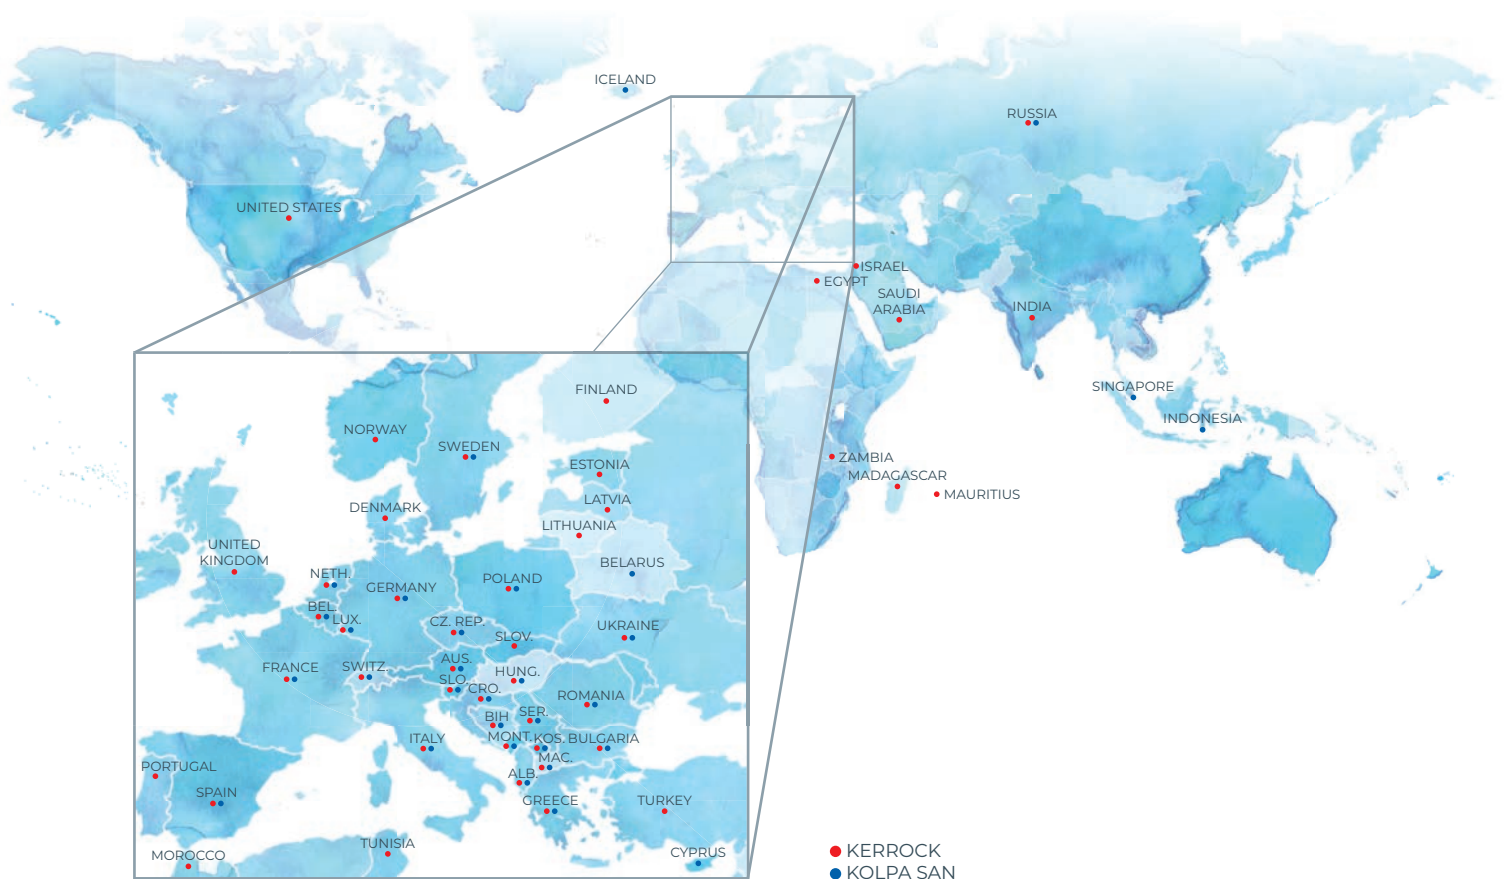 ICELAND
RUSSIA
UNITED STATES
ISRAEL
EGYPT
SAUDI
ARABIA
INDIA
SINGAPORE
INDONESIA
ZAMBIA
MADAGASCAR
MAURITIUS
FINLAND
NORWAY
SWEDEN
ESTONIA
LATVIA
DENMARK
LITHUANIA
UNITED
KINGDOM
BELARUS
NETH.
GERMANY
POLAND
BEL.
LUX.
CZ. REP.
UKRAINE
SLOV.
FRANCE
SWITZ.
AUS.
HUNG.
SLO.
CRO.
ROMANIA
BIH
SER.
ITALY
MONT.
KOS.
BULGARIA
MAC.
PORTUGAL
ALB.
SPAIN
GREECE
TURKEY
TUNISIA
MOROCCO
CYPRUS
KERROCK
KOLPA SAN